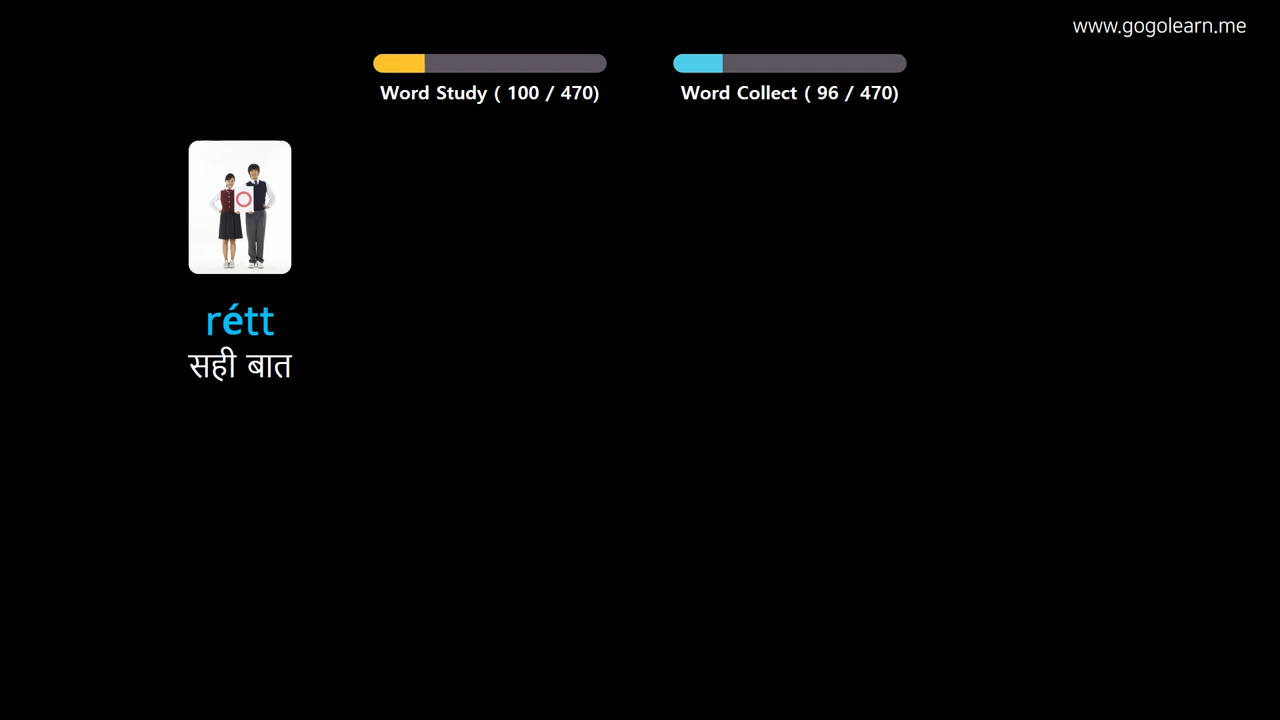 www.gogolearn.me
Word Study ( 100 / 470)
Word Collect ( 96 / 470)
rétt
सही बात